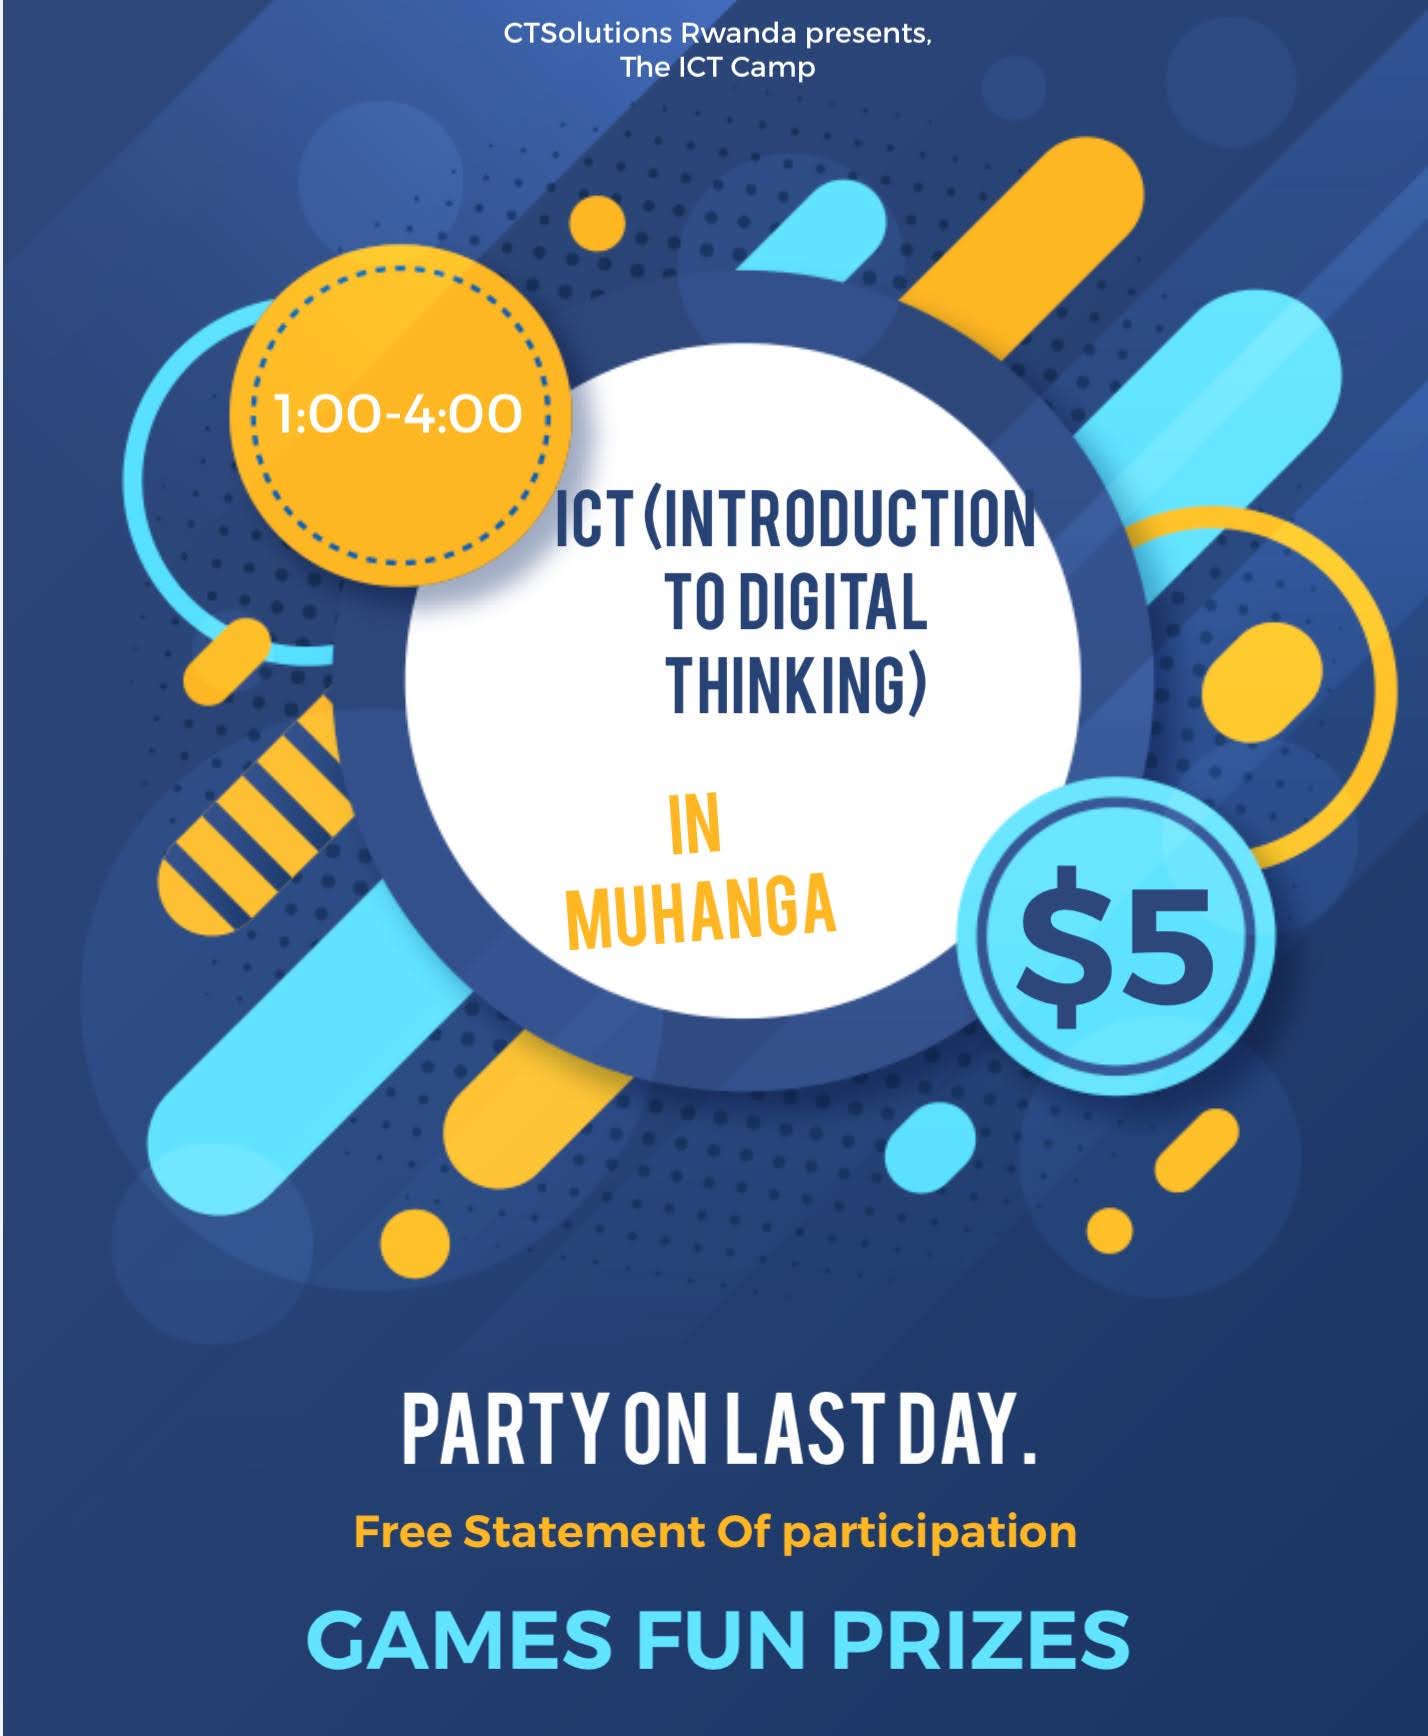 CTSolutions Rwanda presents,
The ICT Camp
1:00-4:00
ICT (INTRODUCTION
TO DIGITAL
THINKING)
IN
MUHANGA
$5
PARTY ON LAST DAY.
Free Statement Of participation
GAMES FUN PRIZES